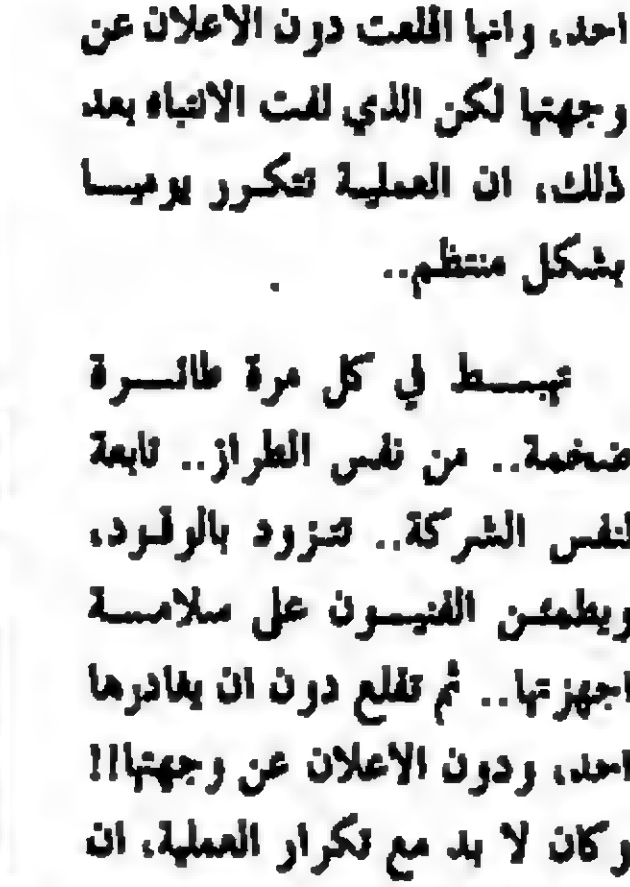 احد، وانها اقلعت دون الاعلان عن
وجهتها لكن الذي لفت الانتباه بعد
ذلك، ان العملية تتكرر يوميا
بشكل منتظم..
تهبط في كل مرة طائرة
ضخمة.. من نفس الطراز.. تابعة
لنفس الشركة.. تتزود بالوقود،
ويطمئن الفنيون على سلامة
اجهزتها.. ثم تقلع دون ان يغادرها
احد، ودون الاعلان عن وجهتها!!
وكان لا بد مع تكرار العملية، ان